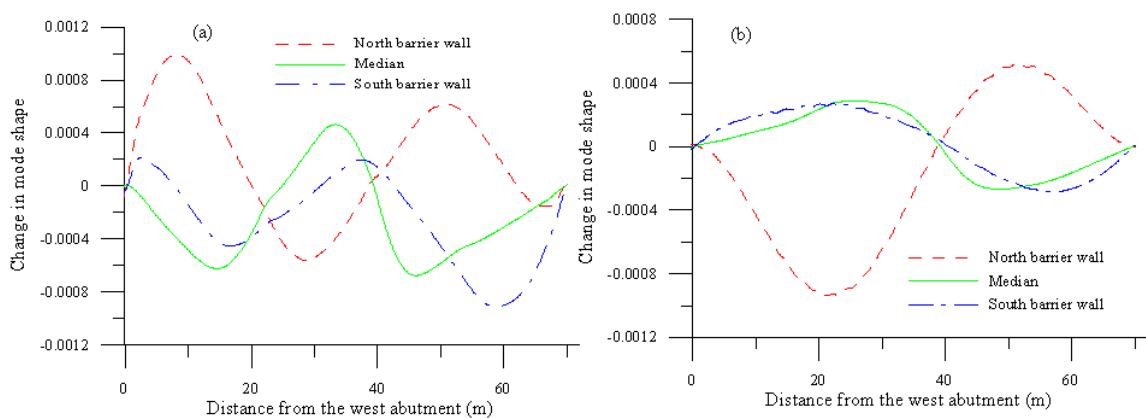 0.0012
0.0008
0.0004
0
-0.0004
-0.0008
-0.0012
Change in mode shape
(a)
North barrier wall
Median
South barrier wall
0
20
40
60
Distance from the west abutment (m)
0.0008
0.0004
0
-0.0004
-0.0008
-0.0012
Change in mode shape
(b)
North barrier wall
Median
South barrier wall
0
20
40
60
Distance from the west abutment (m)